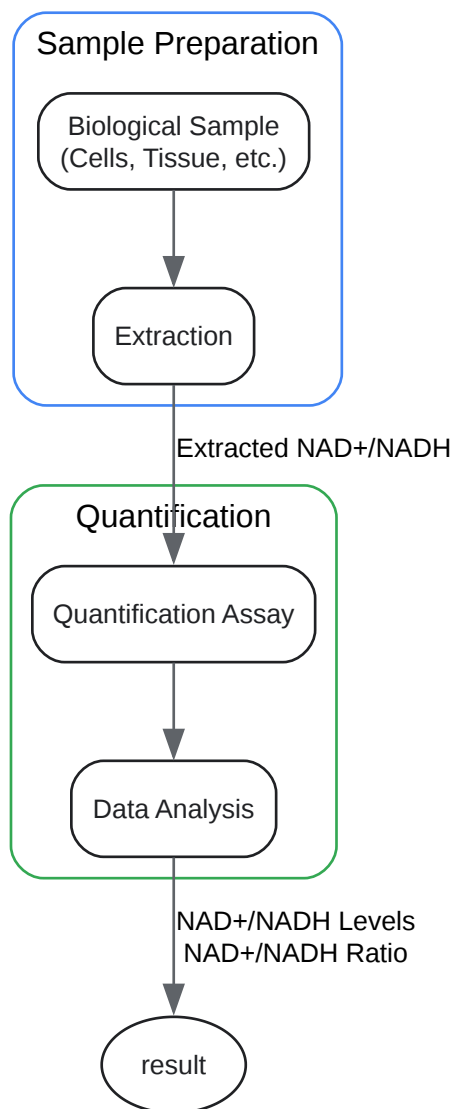 Sample Preparation
Biological Sample
(Cells, Tissue, etc.)
Extraction
Extracted NAD+/NADH
Quantification
Quantification Assay
Data Analysis
NAD+/NADH Levels
NAD+/NADH Ratio
result